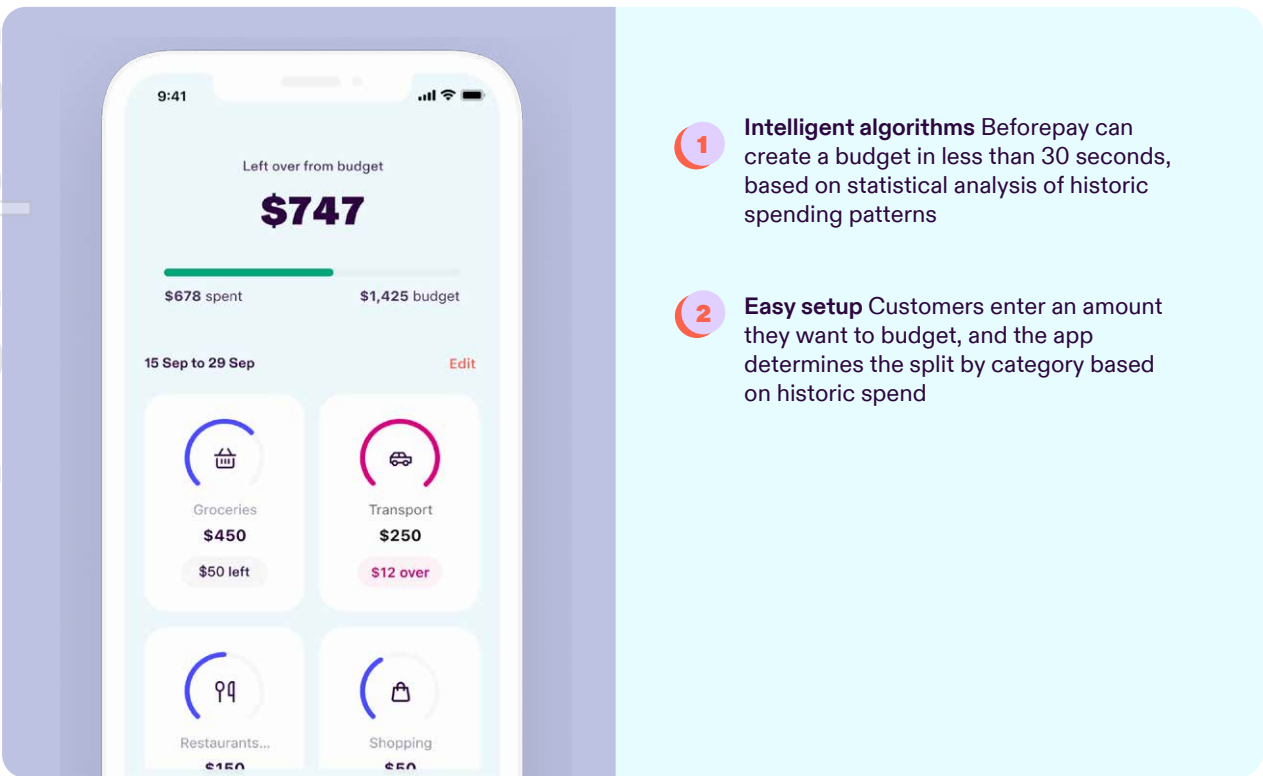 9:41
Left over from budget
$747
$678 spent
$1,425 budget
15 Sep to 29 Sep
Edit
Groceries
$450
$50 left
Transport
$250
$12 over
Restaurants...
$150
Shopping
$50
1
Intelligent algorithms Beforepay can
create a budget in less than 30 seconds,
based on statistical analysis of historic
spending patterns
2
Easy setup Customers enter an amount
they want to budget, and the app
determines the split by category based
on historic spend